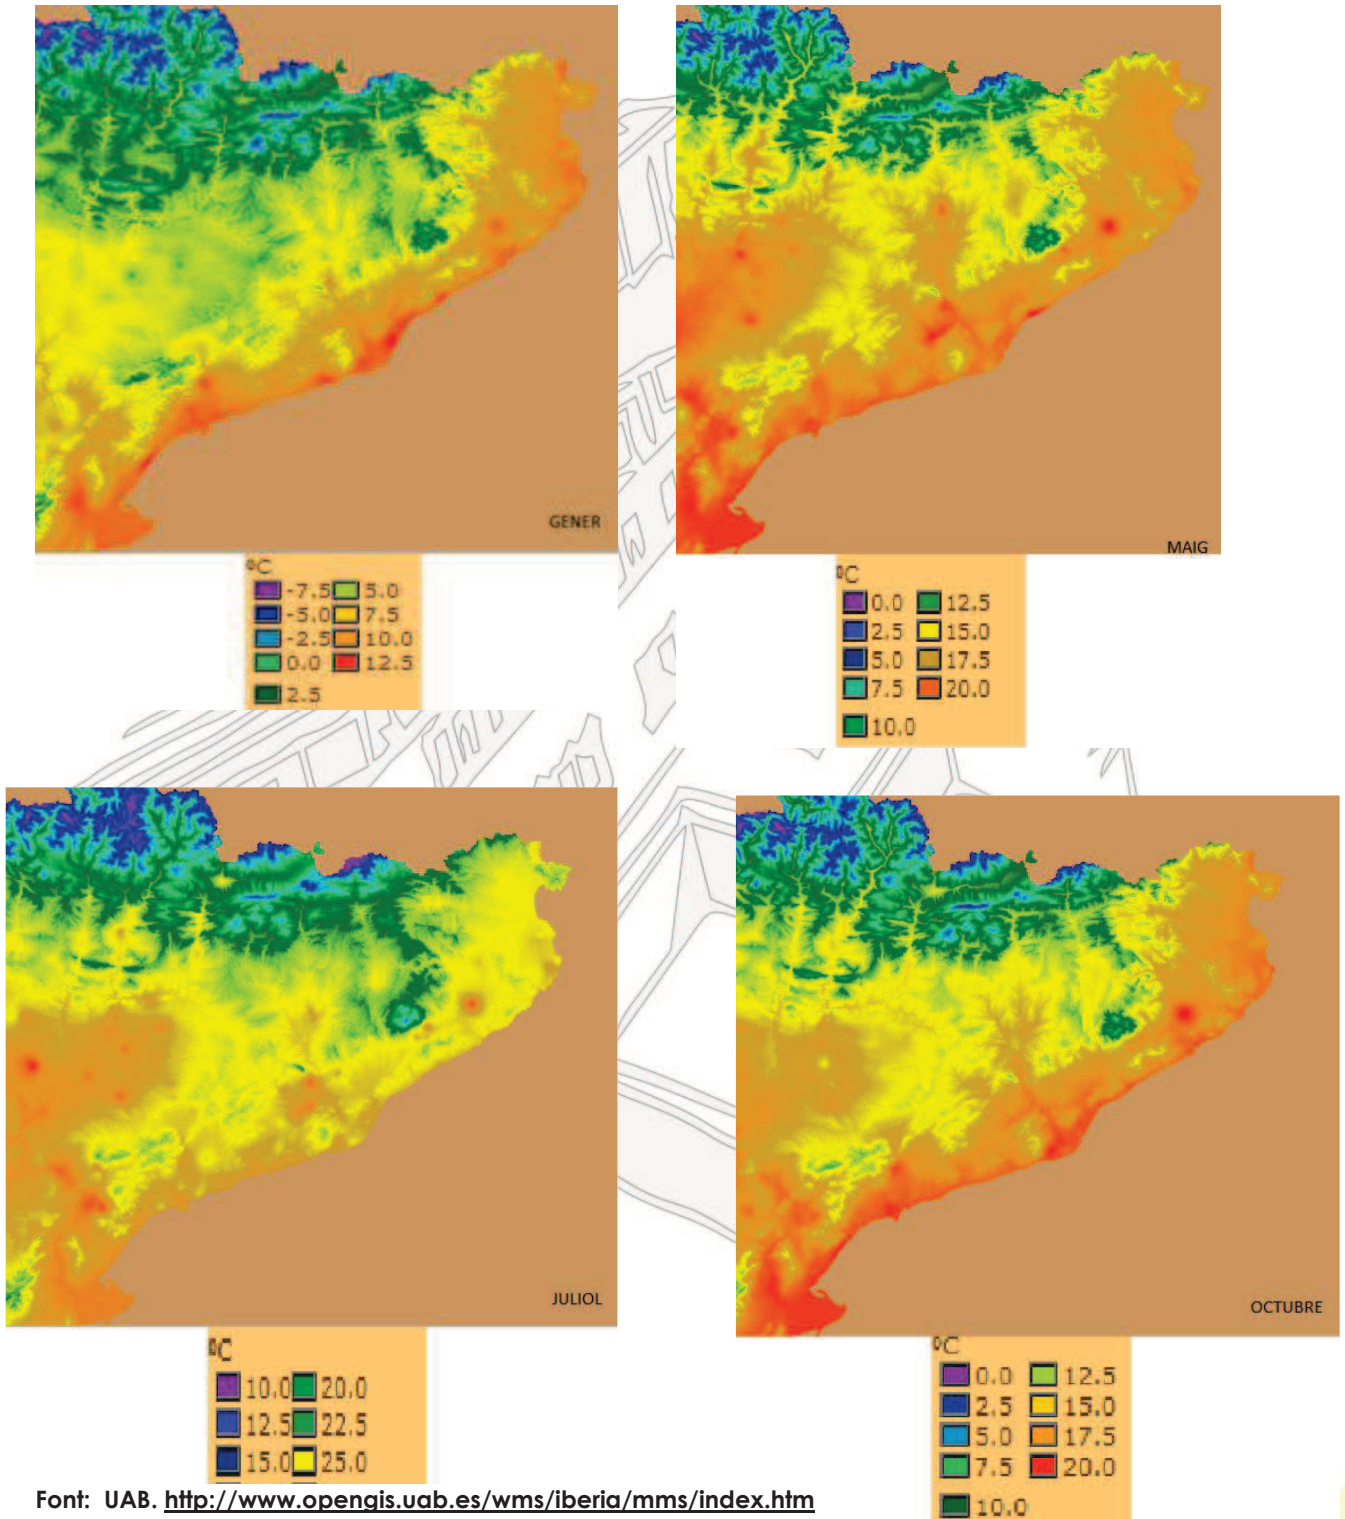 GENER
ºC
-7.5 5.0
-5.0 7.5
-2.5 10.0
0.0 12.5
2.5
MAIG
ºC
0.0 12.5
2.5 15.0
5.0 17.5
7.5 20.0
10.0
JULIOL
ºC
10.0 20.0
12.5 22.5
15.0 25.0
OCTUBRE
ºC
0.0 12.5
2.5 15.0
5.0 17.5
7.5 20.0
10.0
Font: UAB. http://www.opengis.uab.es/wms/iberia/mms/index.htm